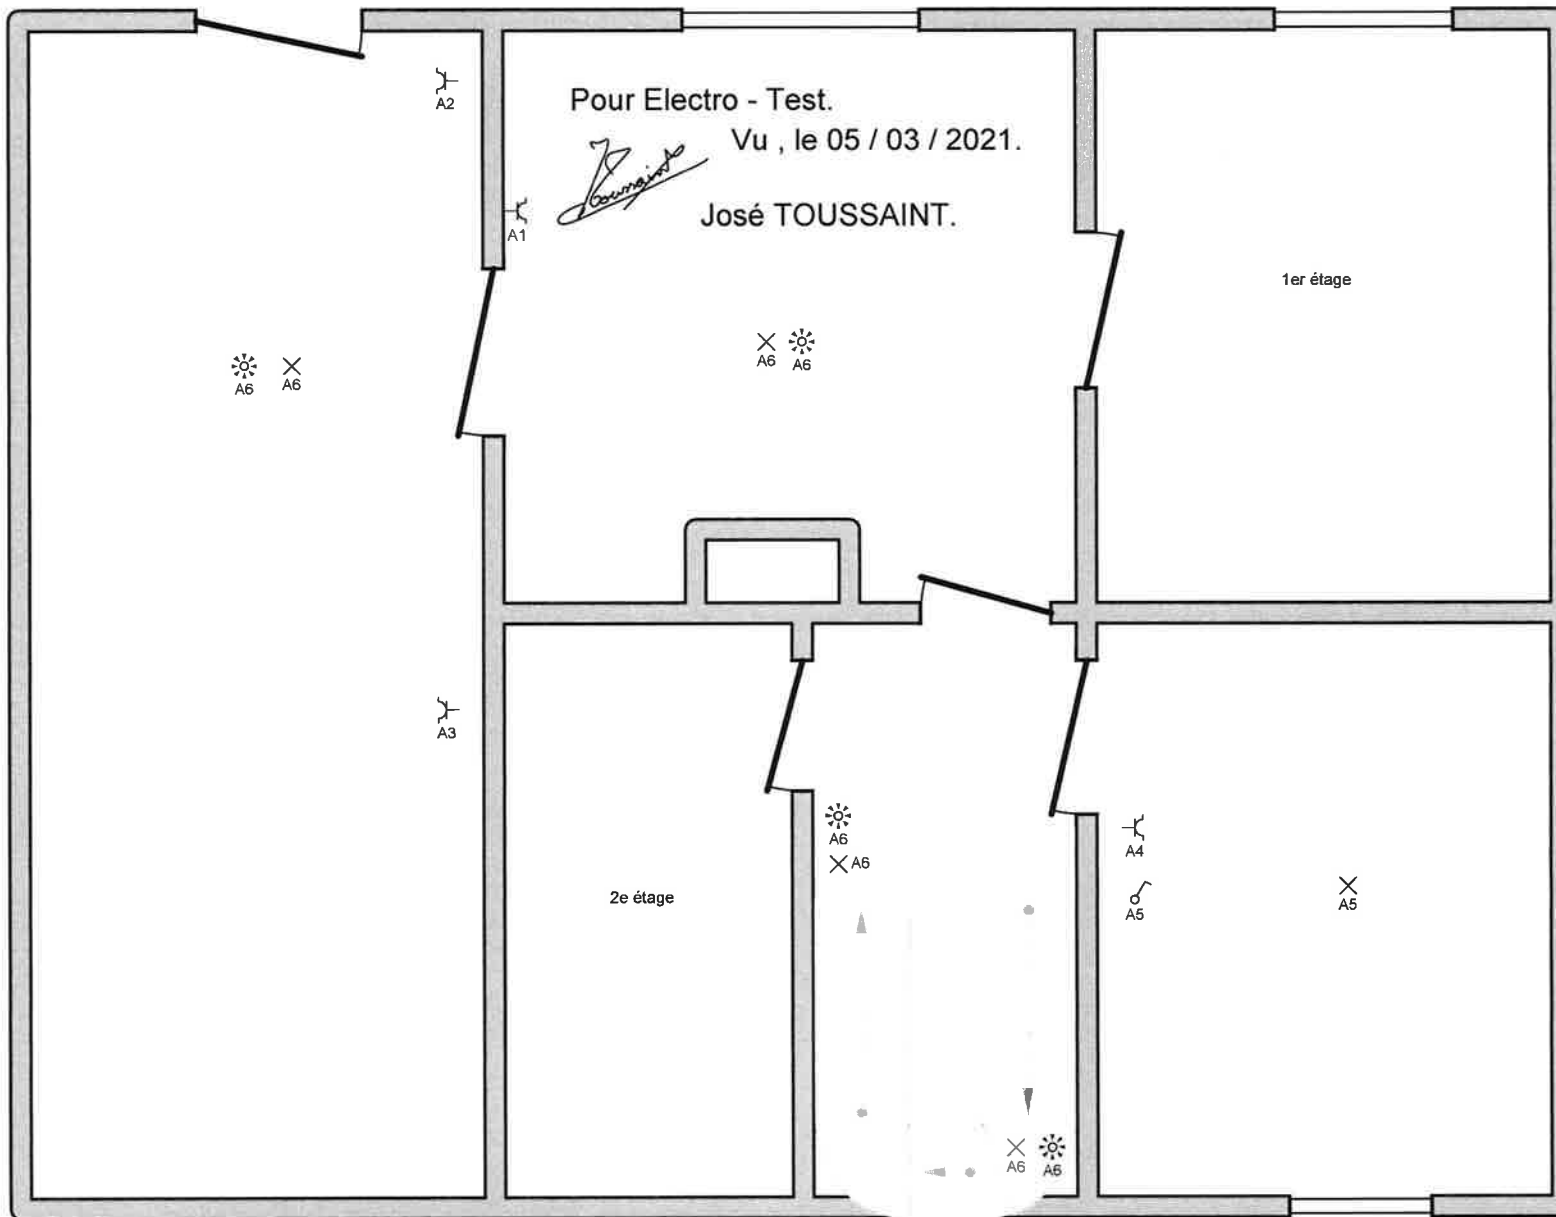 Pour Electro - Test.
Vu , le 05 / 03 / 2021.
Toussaint
José TOUSSAINT.
A2
A1
1er étage
A6 A6
A6 A6
A3
A6
A6
A4
A5
A5
2e étage
A6 A6